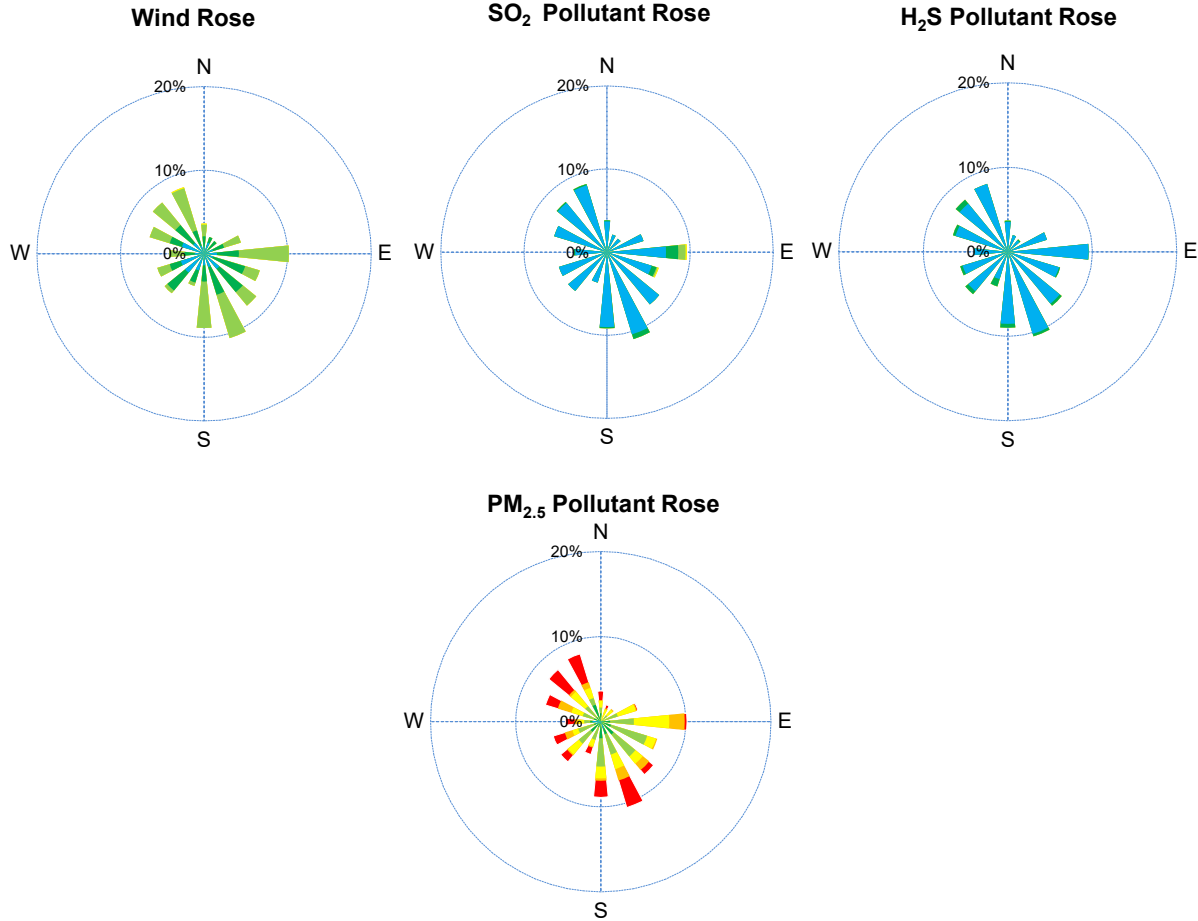 Wind Rose
N
20%
10%
0%
W
E
S
SO₂ Pollutant Rose
N
20%
10%
0%
W
E
S
H₂S Pollutant Rose
N
20%
10%
0%
W
E
S
PM₂.₅ Pollutant Rose
N
20%
10%
0%
W
E
S